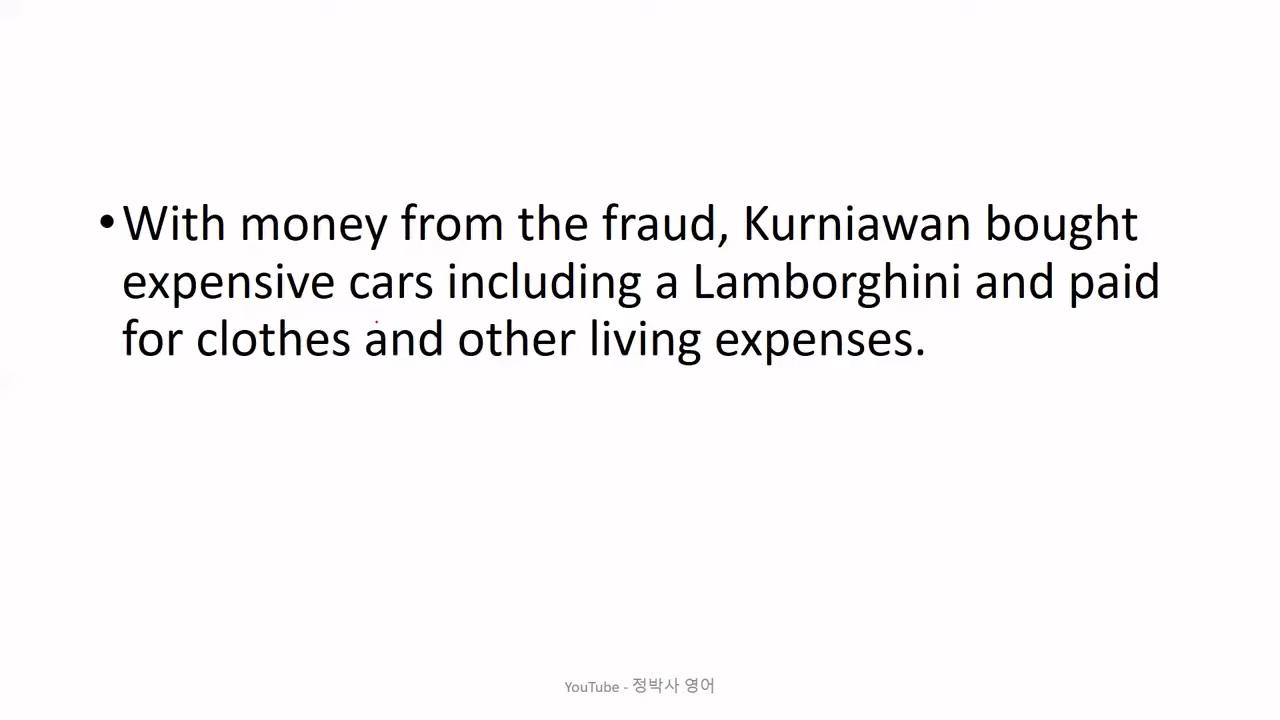 •With money from the fraud, Kurniawan bought
expensive cars including a Lamborghini and paid
for clothes and other living expenses.
YouTube - 정박사 영어